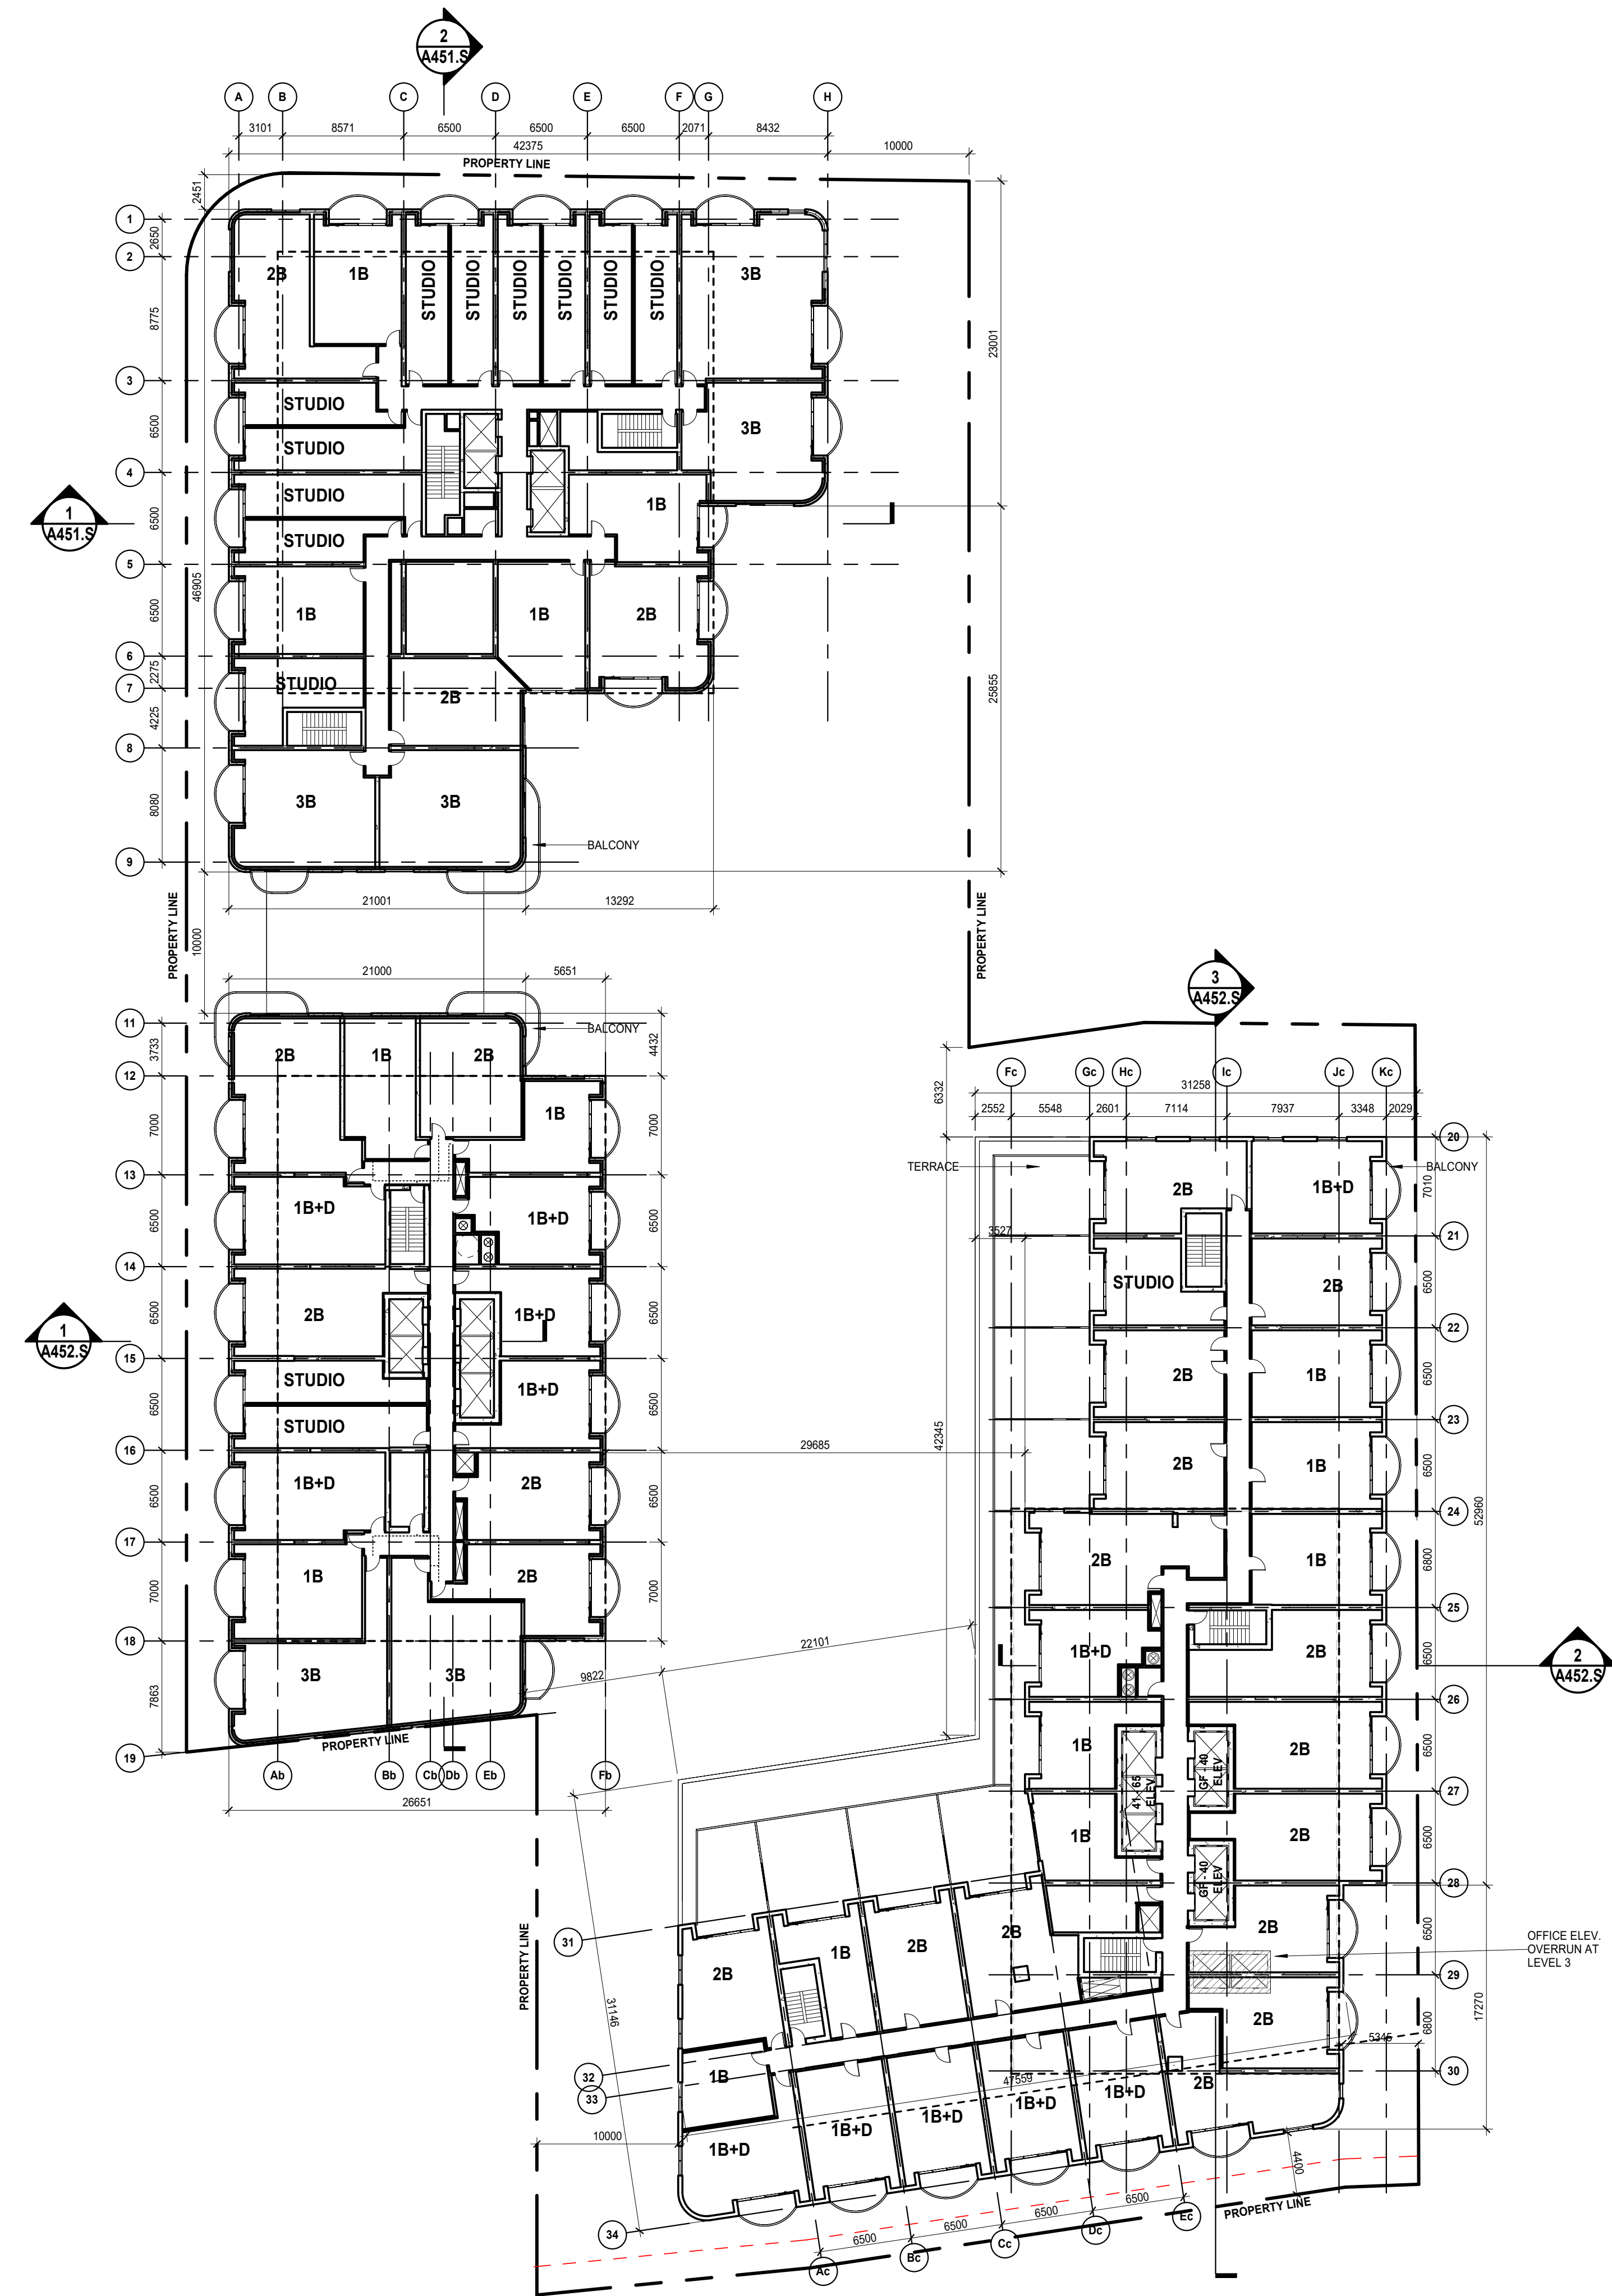 2
A451.S
A
B
C
D
E
F
G
H
3101
8571
6500
6500
6500
2071
8432
42375
10000
PROPERTY LINE
2451
1
2650
2
8775
3
6500
4
6500
5
6500
6
2275
7
4225
8
8080
9
46905
10000
23001
25855
2B
1B
STUDIO
STUDIO
STUDIO
STUDIO
STUDIO
STUDIO
3B
STUDIO
3B
STUDIO
STUDIO
1B
STUDIO
1
A451.S
1B
1B
2B
STUDIO
2B
3B
3B
BALCONY
21001
13292
PROPERTY LINE
PROPERTY LINE
21000
5651
BALCONY
11
3733
12
7000
13
6500
14
6500
15
6500
16
6500
17
7000
18
7863
19
4432
7000
6500
6500
6500
6500
7000
2B
1B
2B
1B
1B+D
1B+D
2B
1B+D
STUDIO
1B+D
STUDIO
1B+D
2B
1B
2B
3B
3B
1
A452.S
PROPERTY LINE
Ab
Bb
Cb
Db
Eb
Fb
26651
29685
22101
9822
3
A452.S
Fc
Gc
Hc
Ic
Jc
Kc
31258
2552
5548
2601
7114
7937
3348
2029
6332
42345
3527
TERRACE
BALCONY
20
7010
21
6500
22
6500
23
6500
24
6800
25
6500
26
6500
27
6500
28
6500
29
6800
30
52960
17270
2B
1B+D
STUDIO
2B
2B
1B
2B
1B
2B
1B
1B+D
2B
1B
2B
1B
2B
41 - 65
ELEV
GF - 40
ELEV
GF - 40
ELEV
2B
2B
2
A452.S
OFFICE ELEV.
OVERRUN AT
LEVEL 3
5345
31
32
33
34
31146
PROPERTY LINE
2B
1B
2B
2B
1B
1B+D
1B+D
1B+D
1B+D
1B+D
2B
47559
10000
4400
6500
6500
6500
6500
Ac
Bc
Cc
Dc
Ec
PROPERTY LINE